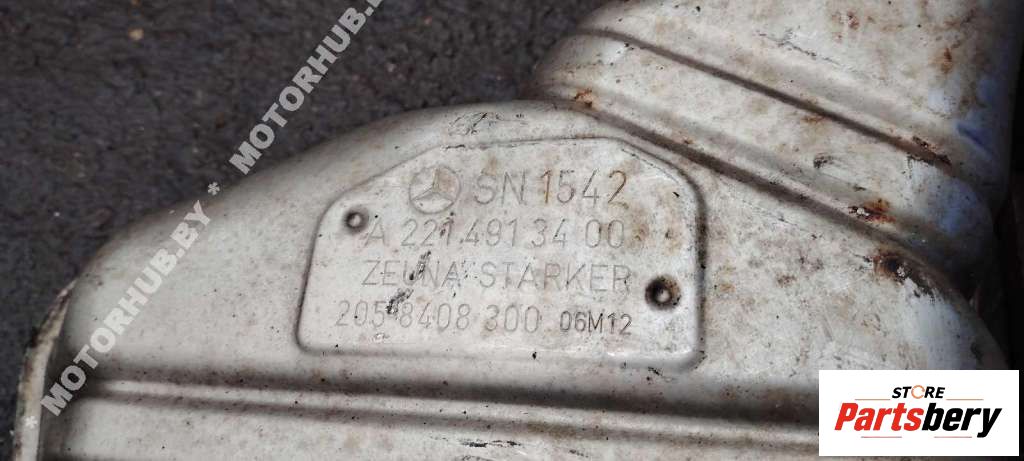 MOTORHUB.BY * MOTORHUB.BY
SN 1542
A 221 491 34 00
ZEUNA STARKER
205 8408 300 06M12
STORE
Partsbery